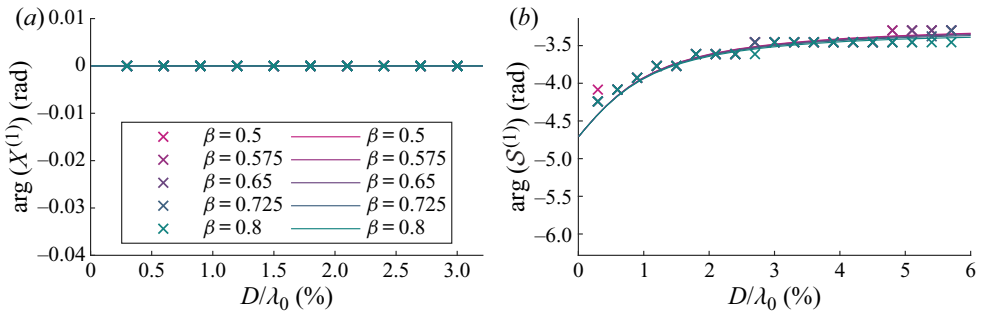 (a)
0.01
0
–0.01
–0.02
–0.03
–0.04
arg (X⁽¹⁾) (rad)
β = 0.5 β = 0.5
β = 0.575 β = 0.575
β = 0.65 β = 0.65
β = 0.725 β = 0.725
β = 0.8 β = 0.8
0 0.5 1.0 1.5 2.0 2.5 3.0
D/λ₀ (%)
(b)
–3.5
–4.0
–4.5
–5.0
–5.5
–6.0
arg (𝒮⁽¹⁾) (rad)
0 1 2 3 4 5 6
D/λ₀ (%)